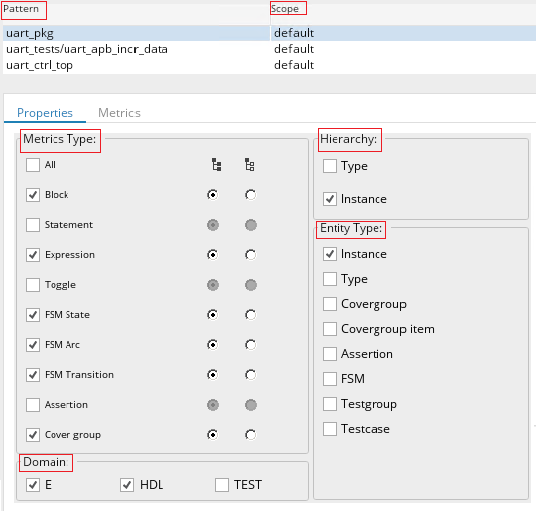 Pattern Scope
uart_pkg default
uart_tests/uart_apb_incr_data default
uart_ctrl_top default
Properties Metrics
Metrics Type:
All
Block
Statement
Expression
Toggle
FSM State
FSM Arc
FSM Transition
Assertion
Cover group
Domain
E HDL TEST
Hierarchy:
Type
Instance
Entity Type:
Instance
Type
Covergroup
Covergroup item
Assertion
FSM
Testgroup
Testcase